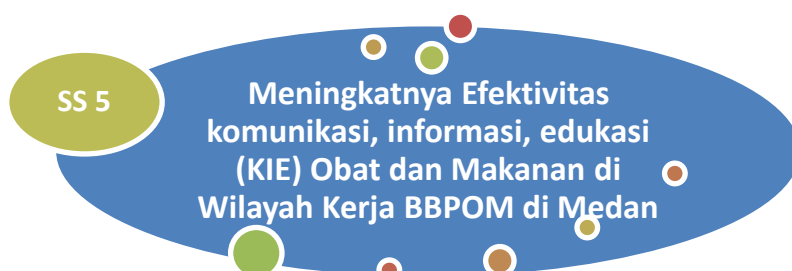 SS 5
Meningkatnya Efektivitas
komunikasi, informasi, edukasi
(KIE) Obat dan Makanan di
Wilayah Kerja BBPOM di Medan